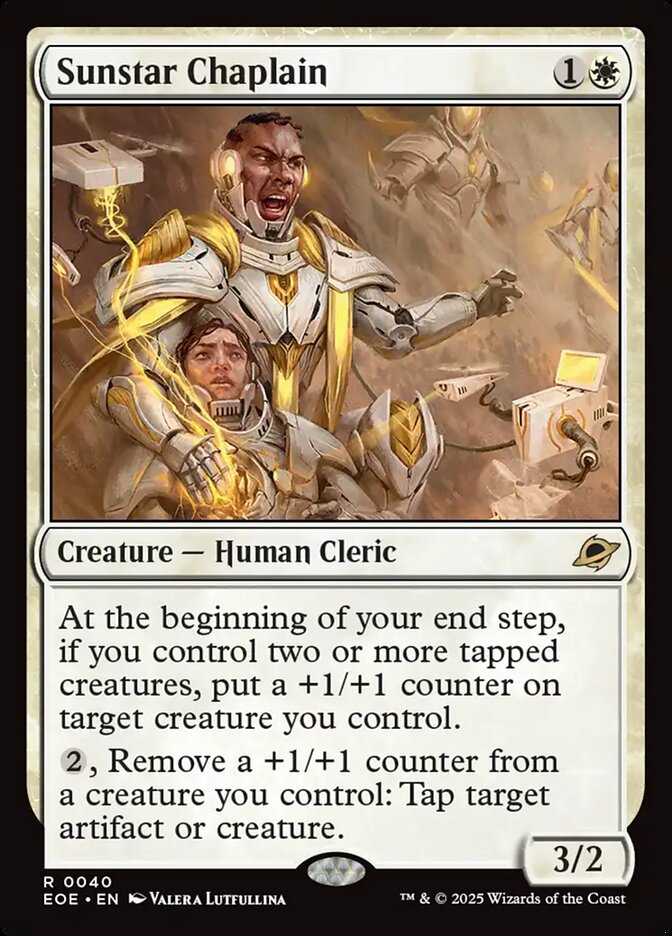 Sunstar Chaplain 1
Creature — Human Cleric
At the beginning of your end step,
if you control two or more tapped
creatures, put a +1/+1 counter on
target creature you control.
2, Remove a +1/+1 counter from
a creature you control: Tap target
artifact or creature.
3/2
R 0040
EOE • EN Valera Lutfullina
™ & © 2025 Wizards of the Coast